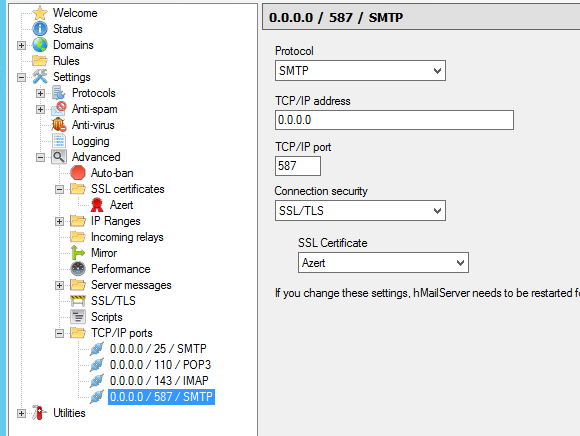 Welcome
Status
Domains
Rules
Settings
Protocols
Anti-spam
Anti-virus
Logging
Advanced
Auto-ban
SSL certificates
Azert
IP Ranges
Incoming relays
Mirror
Performance
Server messages
SSL/TLS
Scripts
TCP/IP ports
0.0.0.0 / 25 / SMTP
0.0.0.0 / 110 / POP3
0.0.0.0 / 143 / IMAP
0.0.0.0 / 587 / SMTP
Utilities
0.0.0.0 / 587 / SMTP
Protocol
SMTP
TCP/IP address
0.0.0.0
TCP/IP port
587
Connection security
SSL/TLS
SSL Certificate
Azert
If you change these settings, hMailServer needs to be restarted fo